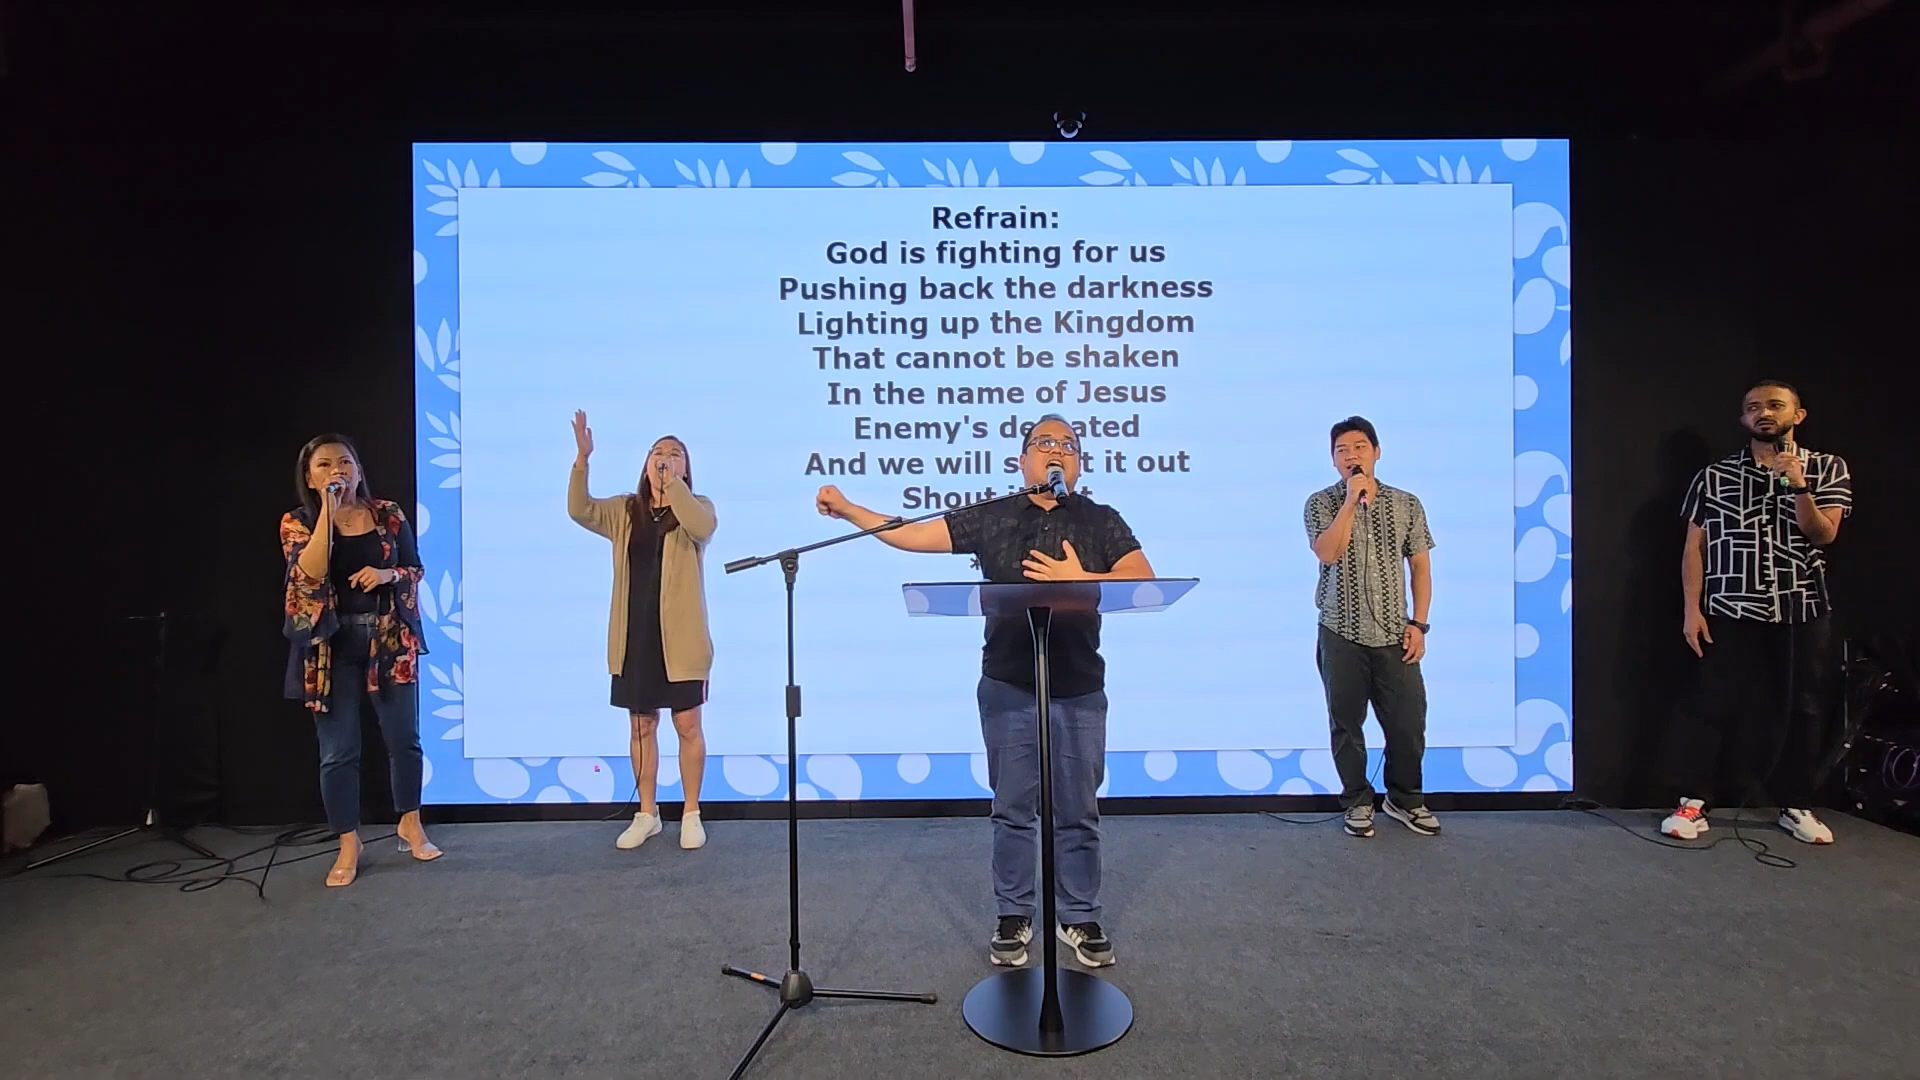 Refrain:
God is fighting for us
Pushing back the darkness
Lighting up the Kingdom
That cannot be shaken
In the name of Jesus
Enemy's
And we will it out
Shout
*